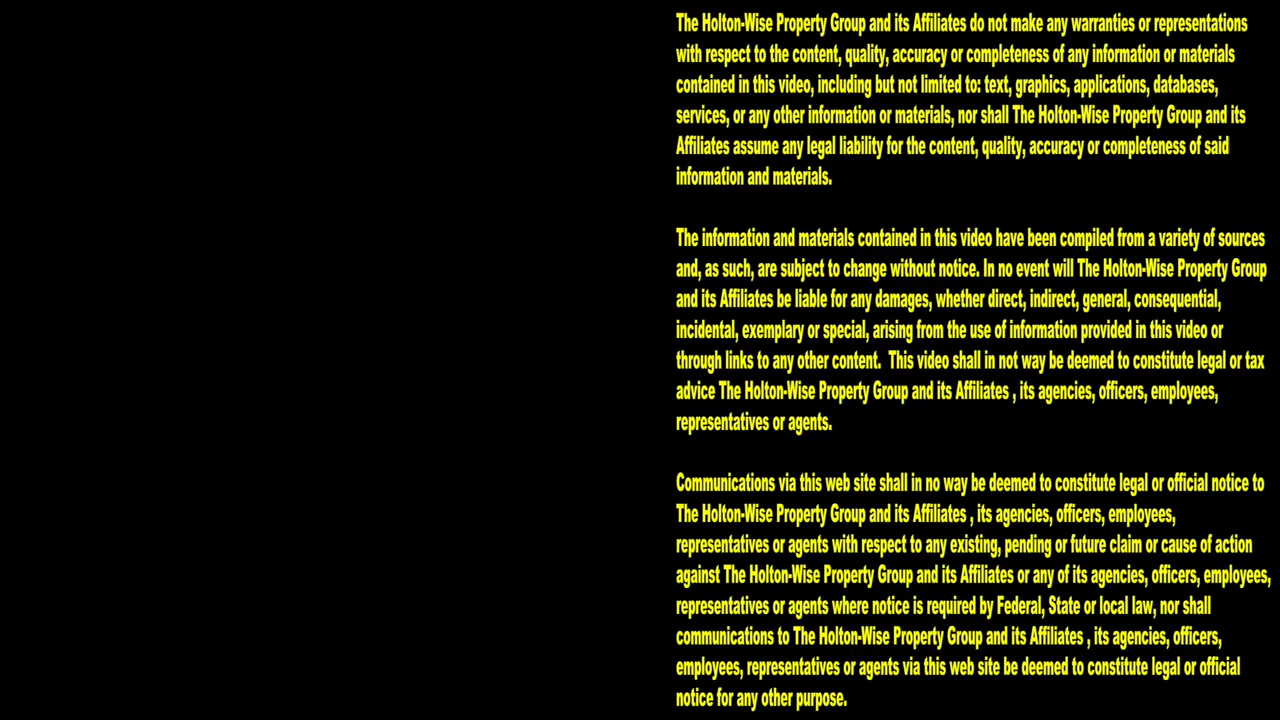 The Holton-Wise Property Group and its Affiliates do not make any warranties or representations
with respect to the content, quality, accuracy or completeness of any information or materials
contained in this video, including but not limited to: text, graphics, applications, databases,
services, or any other information or materials, nor shall The Holton-Wise Property Group and its
Affiliates assume any legal liability for the content, quality, accuracy or completeness of said
information and materials.
The information and materials contained in this video have been compiled from a variety of sources
and, as such, are subject to change without notice. In no event will The Holton-Wise Property Group
and its Affiliates be liable for any damages, whether direct, indirect, general, consequential,
incidental, exemplary or special, arising from the use of information provided in this video or
through links to any other content.  This video shall in not way be deemed to constitute legal or tax
advice The Holton-Wise Property Group and its Affiliates , its agencies, officers, employees,
representatives or agents.
Communications via this web site shall in no way be deemed to constitute legal or official notice to
The Holton-Wise Property Group and its Affiliates , its agencies, officers, employees,
representatives or agents with respect to any existing, pending or future claim or cause of action
against The Holton-Wise Property Group and its Affiliates or any of its agencies, officers, employees,
representatives or agents where notice is required by Federal, State or local law, nor shall
communications to The Holton-Wise Property Group and its Affiliates , its agencies, officers,
employees, representatives or agents via this web site be deemed to constitute legal or official
notice for any other purpose.